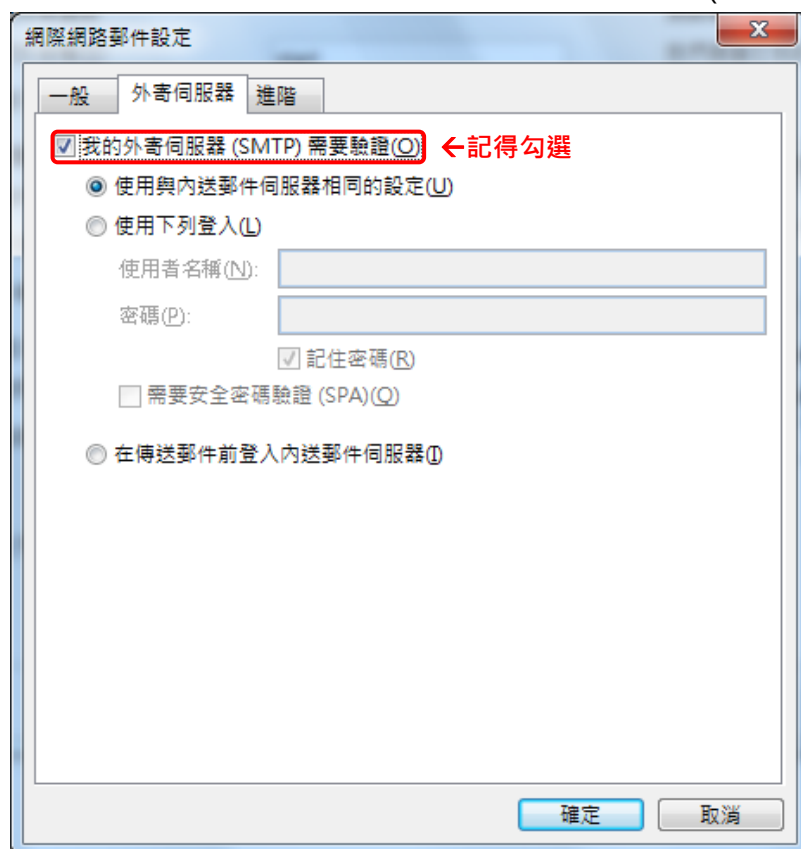 (
網際網路郵件設定
x
一般 外寄伺服器 進階
我的外寄伺服器 (SMTP) 需要驗證(O) ←記得勾選
使用與內送郵件伺服器相同的設定(U)
使用下列登入(L)
使用者名稱(N):
密碼(P):
記住密碼(R)
需要安全密碼驗證 (SPA)(Q)
在傳送郵件前登入內送郵件伺服器(I)
確定 取消